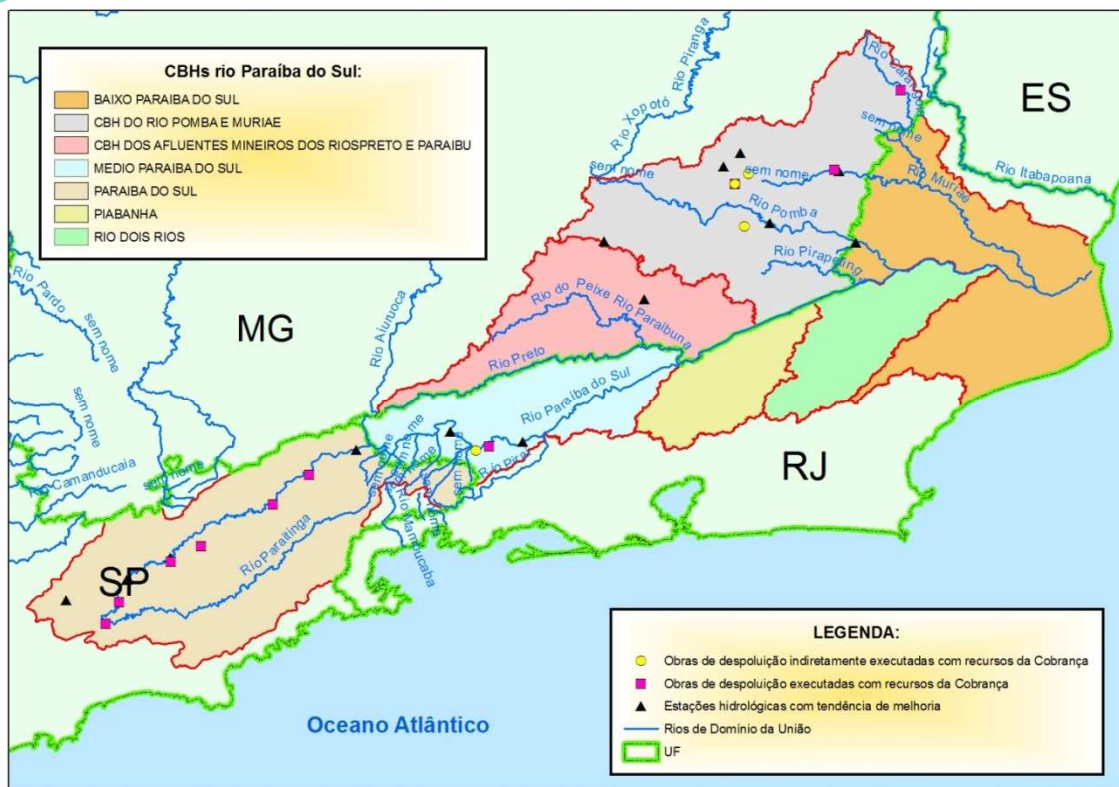 CBHs rio Paraíba do Sul:
BAIXO PARAIBA DO SUL
CBH DO RIO POMBA E MURIAE
CBH DOS AFLUENTES MINEIROS DOS RIOSPRETO E PARAIBU
MEDIO PARAIBA DO SUL
PARAIBA DO SUL
PIABANHA
RIO DOIS RIOS
Rio Piranga
Rio Xopotó
Rio Carangola
ES
sem nome
Rio Itabapoana
sem nome
sem nome
Rio Muriaé
Rio Pomba
Rio Pirapetinga
Rio Pardo
sem nome
MG
Rio Aiuruoca
Rio do Peixe
Rio Paraibuna
Rio Preto
Rio Paraíba do Sul
sem nome
sem nome
Rio Camanducaia
sem nome
sem nome
sem nome
Rio Piraí
RJ
Rio Mambucaba
Rio Paraitinga
SP
Oceano Atlântico
LEGENDA:
Obras de despoluição indiretamente executadas com recursos da Cobrança
Obras de despoluição executadas com recursos da Cobrança
Estações hidrológicas com tendência de melhoria
Rios de Domínio da União
UF